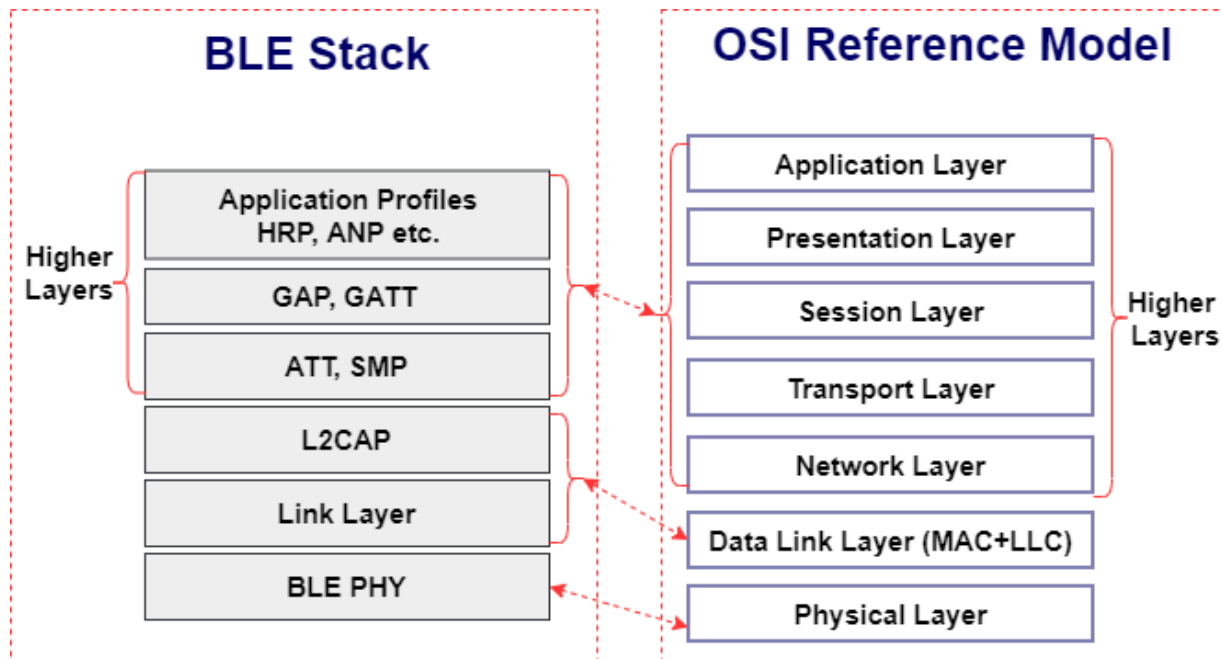 BLE Stack
Higher
Layers
Application Profiles
HRP, ANP etc.
GAP, GATT
ATT, SMP
L2CAP
Link Layer
BLE PHY
OSI Reference Model
Application Layer
Presentation Layer
Session Layer
Transport Layer
Network Layer
Higher
Layers
Data Link Layer (MAC+LLC)
Physical Layer